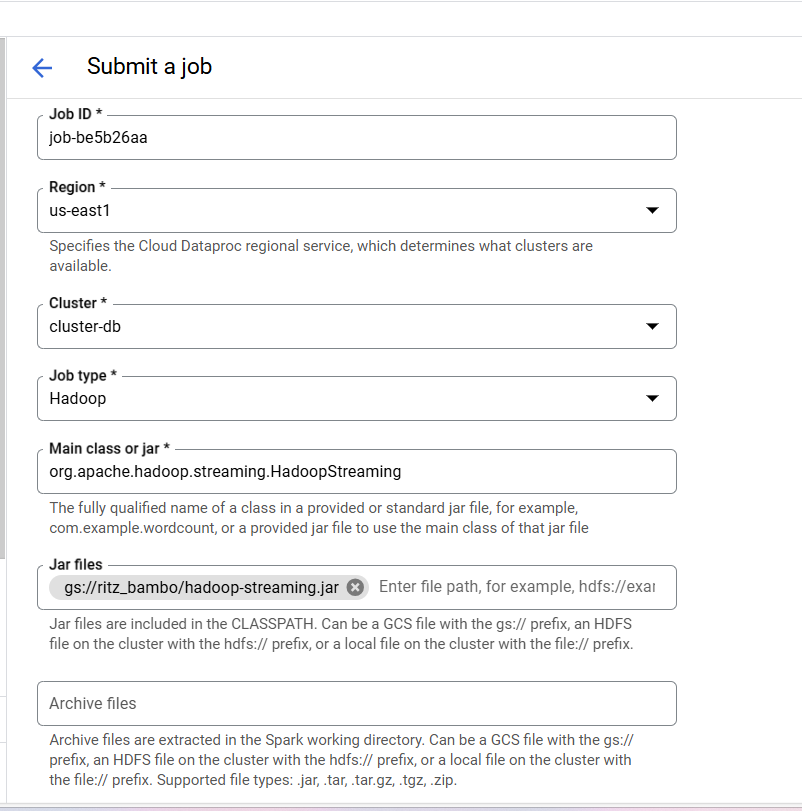 Submit a job
Job ID *
job-be5b26aa
Region *
us-east1
Specifies the Cloud Dataproc regional service, which determines what clusters are
available.
Cluster *
cluster-db
Job type *
Hadoop
Main class or jar *
org.apache.hadoop.streaming.HadoopStreaming
The fully qualified name of a class in a provided or standard jar file, for example,
com.example.wordcount, or a provided jar file to use the main class of that jar file
Jar files
gs://ritz_bambo/hadoop-streaming.jar Enter file path, for example, hdfs://exar
Jar files are included in the CLASSPATH. Can be a GCS file with the gs:// prefix, an HDFS
file on the cluster with the hdfs:// prefix, or a local file on the cluster with the file:// prefix.
Archive files
Archive files are extracted in the Spark working directory. Can be a GCS file with the gs://
prefix, an HDFS file on the cluster with the hdfs:// prefix, or a local file on the cluster with
the file:// prefix. Supported file types: .jar, .tar, .tar.gz, .tgz, .zip.